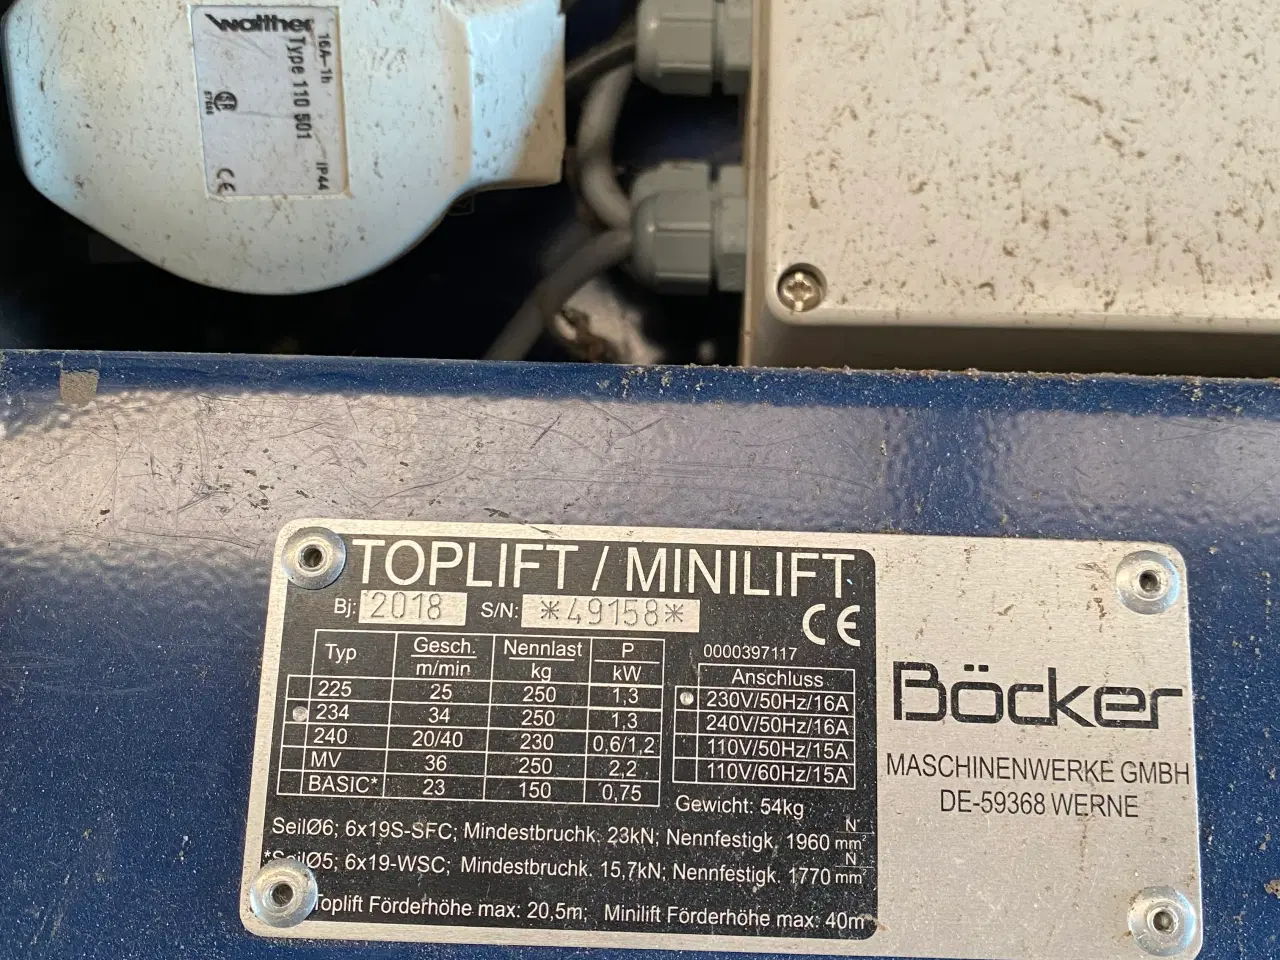 Walther
16A-1h
Type 110 501
IP44
CE
TOPLIFT / MINILIFT
Bj: 2018 S/N: *49158*
CE
Typ Gesch. m/min Nennlast kg P kW
225 25 250 1,3
234 34 250 1,3
240 20/40 230 0,6/1,2
MV 36 250 2,2
BASIC* 23 150 0,75
0000397117
Anschluss
230V/50Hz/16A
240V/50Hz/16A
110V/50Hz/15A
110V/60Hz/15A
Gewicht: 54kg
SeilØ6; 6x19S-SFC; Mindestbruchk. 23kN; Nennfestigk. 1960 N/mm²
*SeilØ5; 6x19-WSC; Mindestbruchk. 15,7kN; Nennfestigk. 1770 N/mm²
Toplift Förderhöhe max: 20,5m; Minilift Förderhöhe max: 40m
Böcker
MASCHINENWERKE GMBH
DE-59368 WERNE